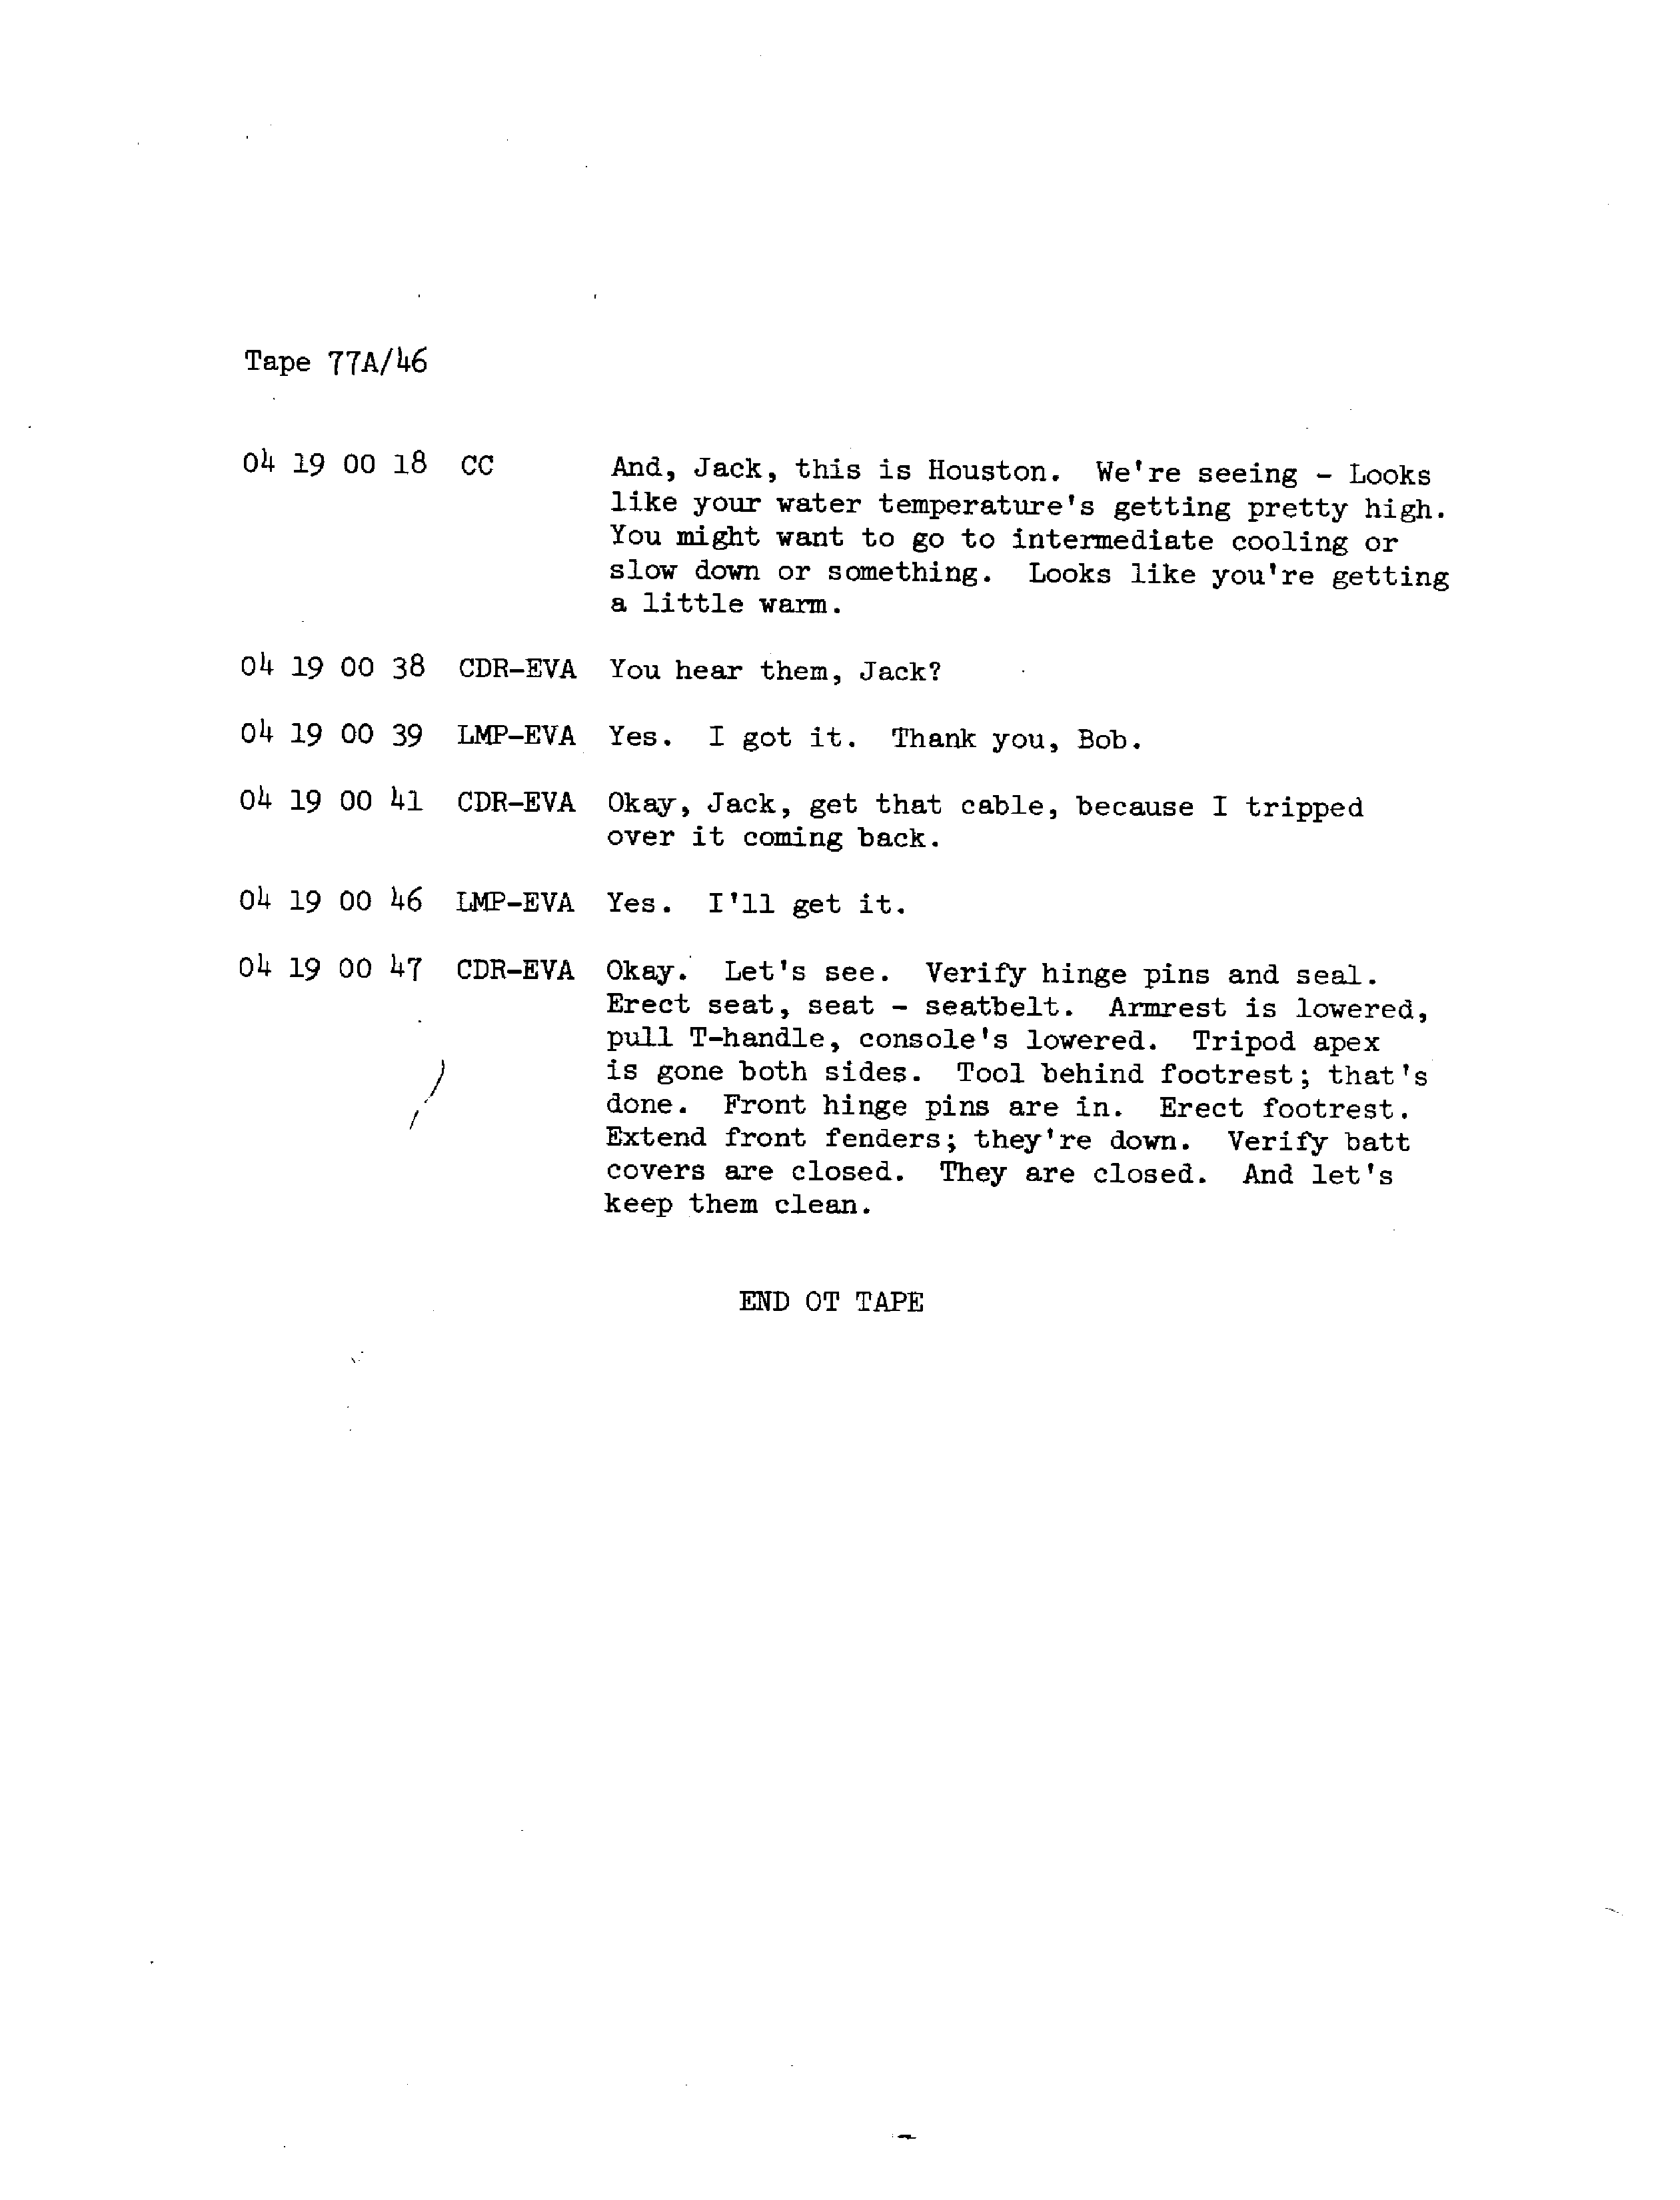 Tape 77A/46
04 19 00 18 CC And, Jack, this is Houston. We're seeing - Looks
like your water temperature's getting pretty high.
You might want to go to intermediate cooling or
slow down or something. Looks like you're getting
a little warm.
04 19 00 38 CDR-EVA You hear them, Jack?
04 19 00 39 LMP-EVA Yes. I got it. Thank you, Bob.
04 19 00 41 CDR-EVA Okay, Jack, get that cable, because I tripped
over it coming back.
04 19 00 46 LMP-EVA Yes. I'll get it.
04 19 00 47 CDR-EVA Okay. Let's see. Verify hinge pins and seal.
Erect seat, seat - seatbelt. Armrest is lowered,
pull T-handle, console's lowered. Tripod apex
is gone both sides. Tool behind footrest; that's
done. Front hinge pins are in. Erect footrest.
Extend front fenders; they're down. Verify batt
covers are closed. They are closed. And let's
keep them clean.
END OT TAPE